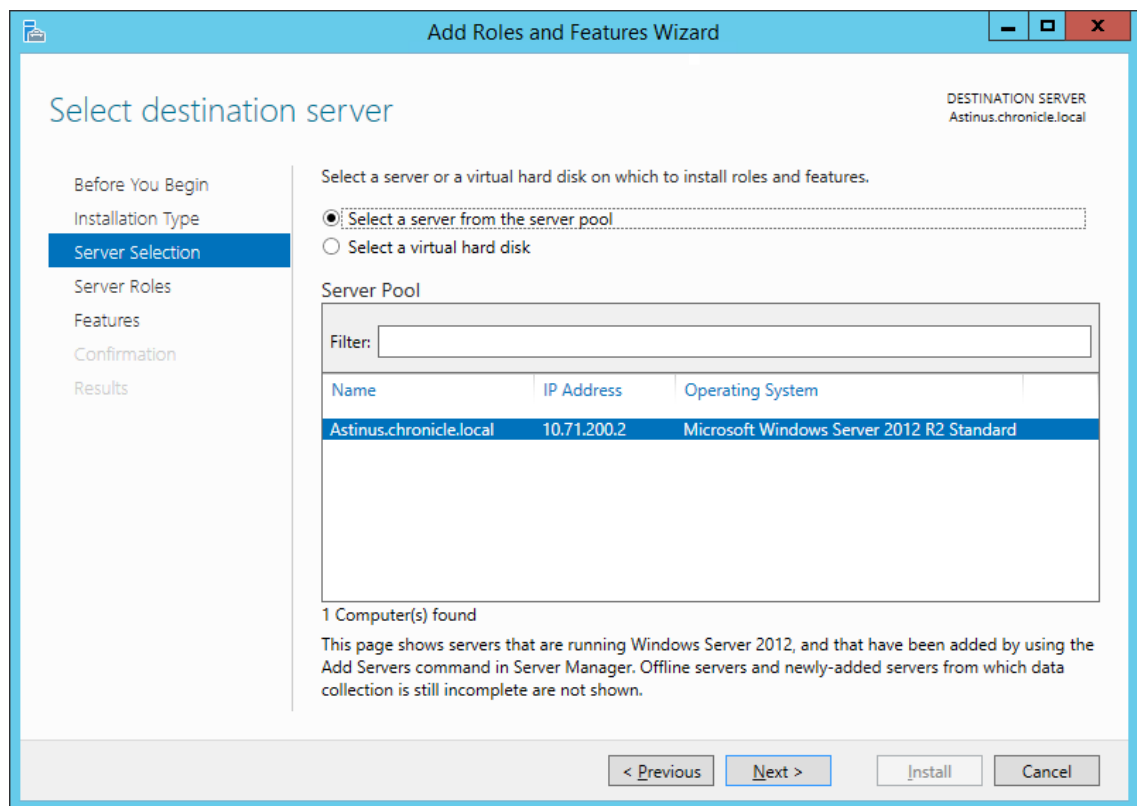 Add Roles and Features Wizard
Select destination server
DESTINATION SERVER
Astinus.chronicle.local
Before You Begin
Installation Type
Server Selection
Server Roles
Features
Confirmation
Results
Select a server or a virtual hard disk on which to install roles and features.
Select a server from the server pool
Select a virtual hard disk
Server Pool
Filter:
Name IP Address Operating System
Astinus.chronicle.local 10.71.200.2 Microsoft Windows Server 2012 R2 Standard
1 Computer(s) found
This page shows servers that are running Windows Server 2012, and that have been added by using the
Add Servers command in Server Manager. Offline servers and newly-added servers from which data
collection is still incomplete are not shown.
< Previous Next > Install Cancel